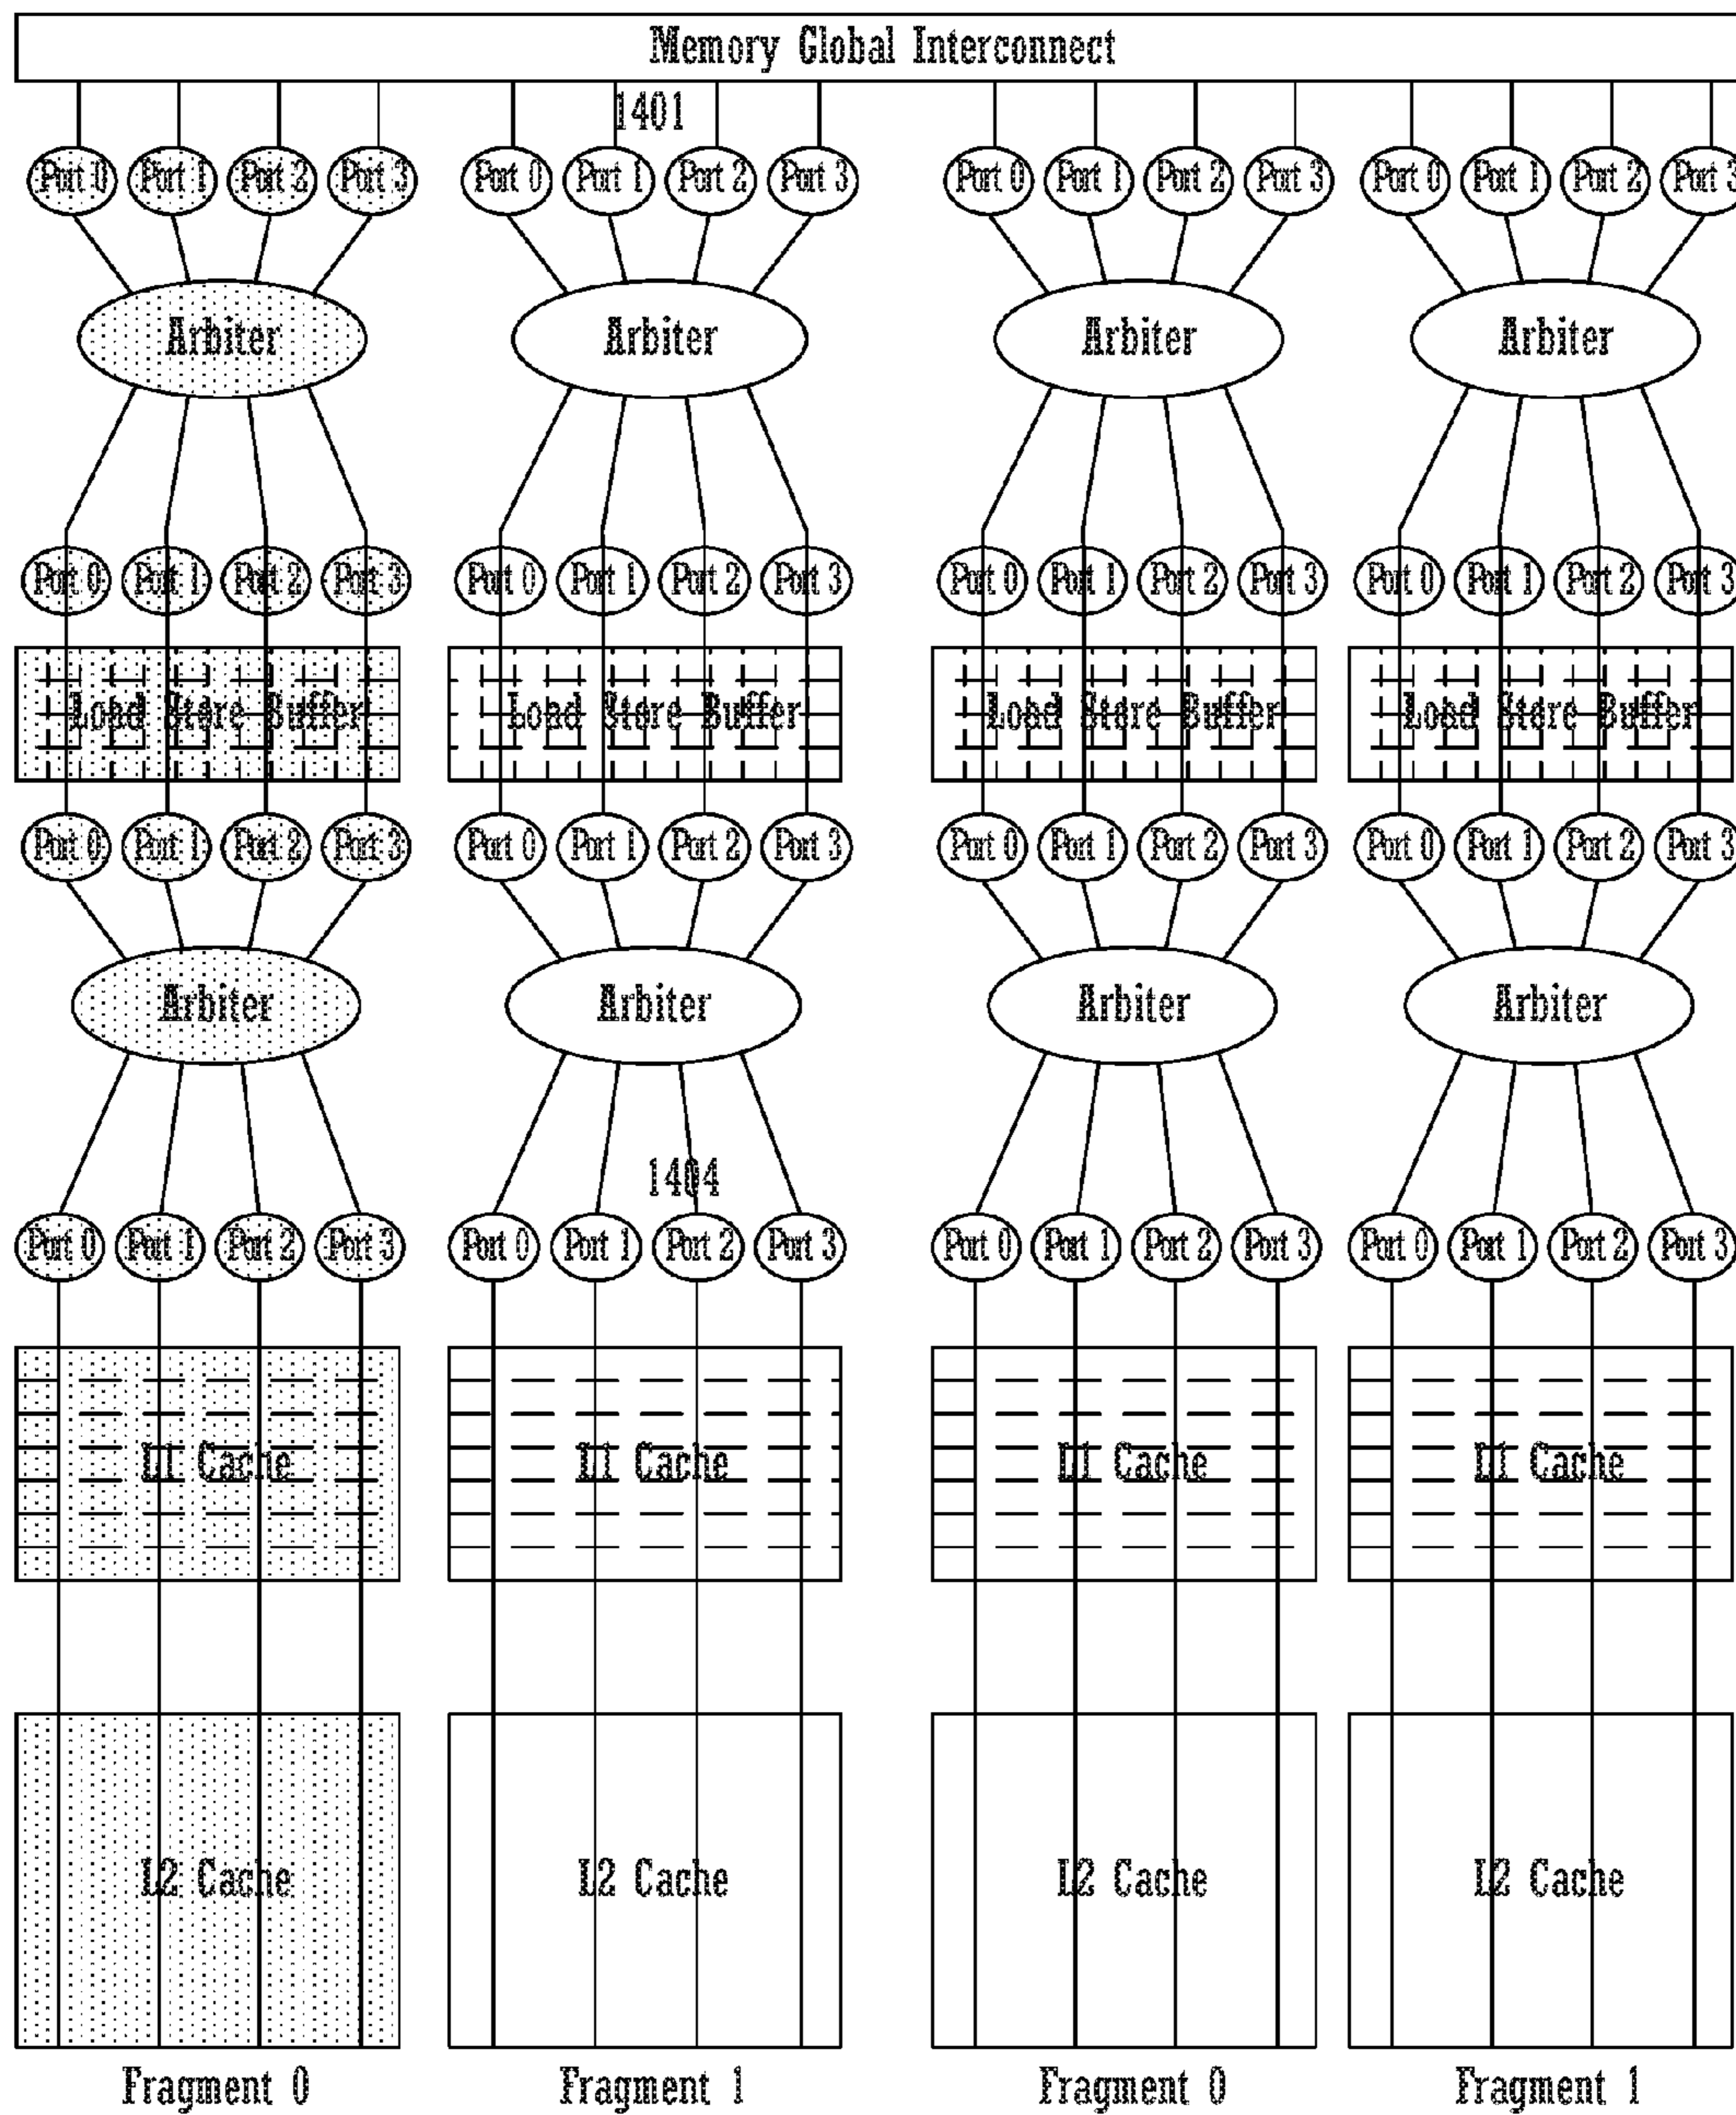 Memory Global Interconnect
1401
Port 0 Port 1 Port 2 Port 3 Port 0 Port 1 Port 2 Port 3 Port 0 Port 1 Port 2 Port 3 Port 0 Port 1 Port 2 Port 3
Arbiter Arbiter Arbiter Arbiter
Port 0 Port 1 Port 2 Port 3 Port 0 Port 1 Port 2 Port 3 Port 0 Port 1 Port 2 Port 3 Port 0 Port 1 Port 2 Port 3
Load Store Buffer Load Store Buffer Load Store Buffer Load Store Buffer
Port 0 Port 1 Port 2 Port 3 Port 0 Port 1 Port 2 Port 3 Port 0 Port 1 Port 2 Port 3 Port 0 Port 1 Port 2 Port 3
Arbiter Arbiter Arbiter Arbiter
1404
Port 0 Port 1 Port 2 Port 3 Port 0 Port 1 Port 2 Port 3 Port 0 Port 1 Port 2 Port 3 Port 0 Port 1 Port 2 Port 3
L1 Cache L1 Cache L1 Cache L1 Cache
L2 Cache L2 Cache L2 Cache L2 Cache
Fragment 0 Fragment 1 Fragment 0 Fragment 1